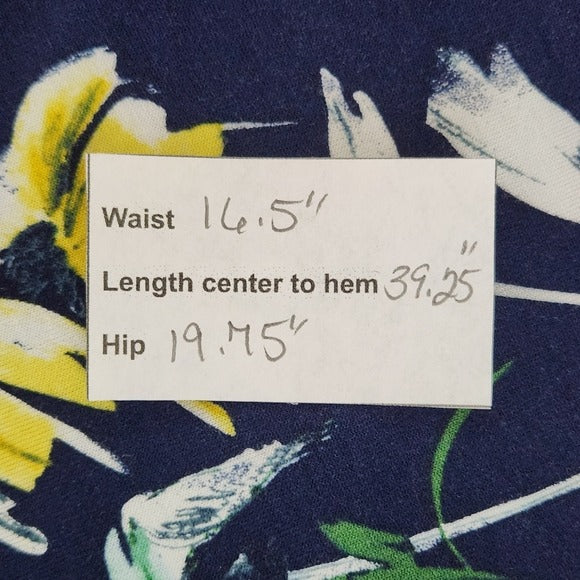 Waist 16.5"
Length center to hem 39.25"
Hip 19.75"